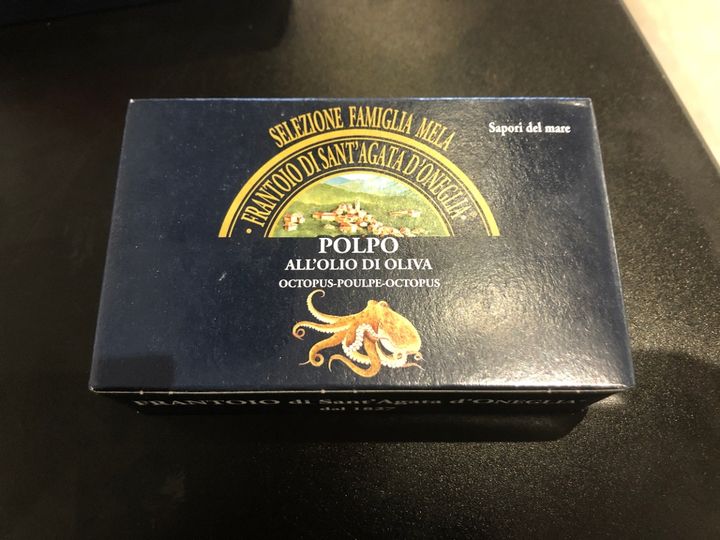 SELEZIONE FAMIGLIA MELA
Sapori del mare
· FRANTOIO DI SANT'AGATA D'ONEGLIA ·
POLPO
ALL'OLIO DI OLIVA
OCTOPUS-POULPE-OCTOPUS
FRANTOIO di Sant'Agata d'ONEGLIA
dal 1827